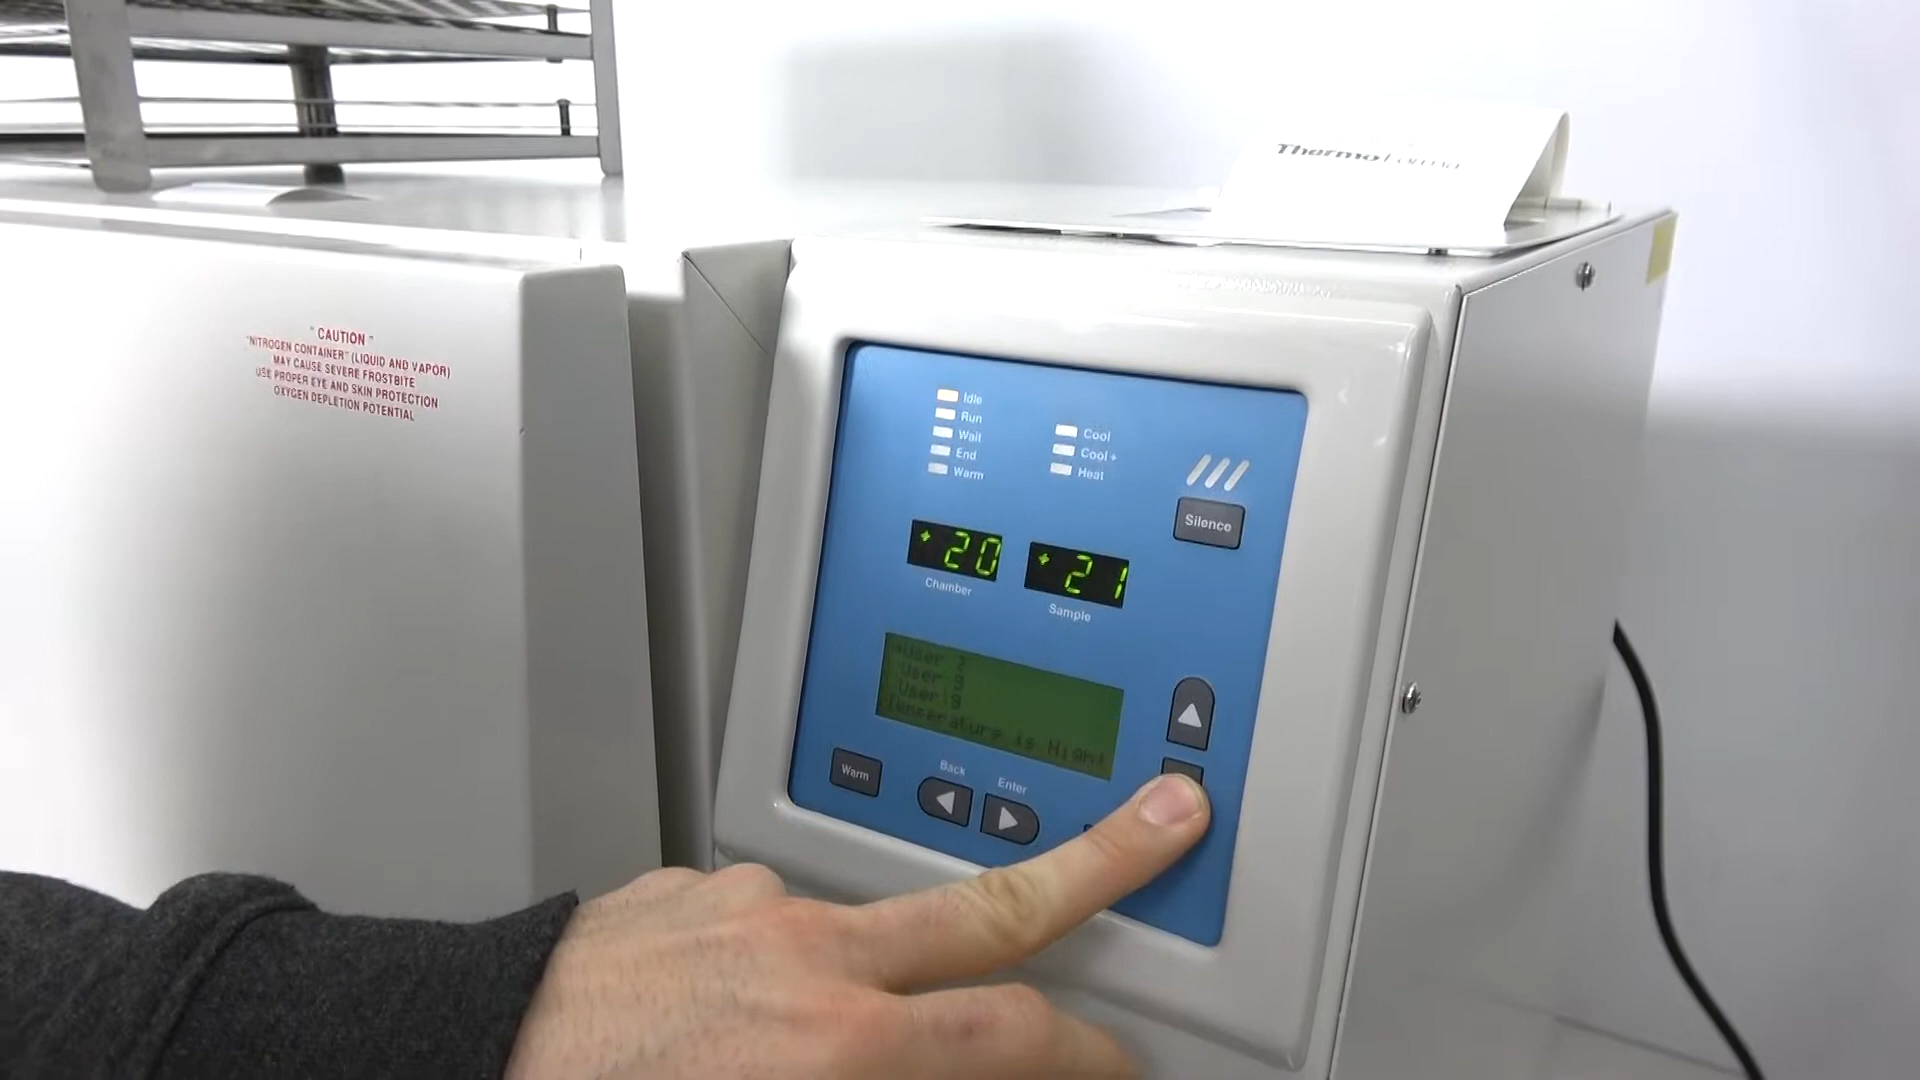 ThermoForma
" CAUTION "
"NITROGEN CONTAINER" (LIQUID AND VAPOR)
MAY CAUSE SEVERE FROSTBITE
USE PROPER EYE AND SKIN PROTECTION
OXYGEN DEPLETION POTENTIAL
Idle
Run
Wait
End
Warm
Cool
Cool +
Heat
Silence
+20
Chamber
+21
Sample
User
User
User 9
Temperature is High!
Warm
Back
Enter